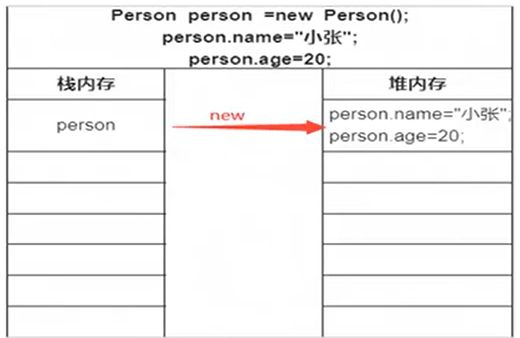 Person person =new Person();
person.name="小张";
person.age=20;
栈内存
堆内存
person
new
person.name="小张";
person.age=20;